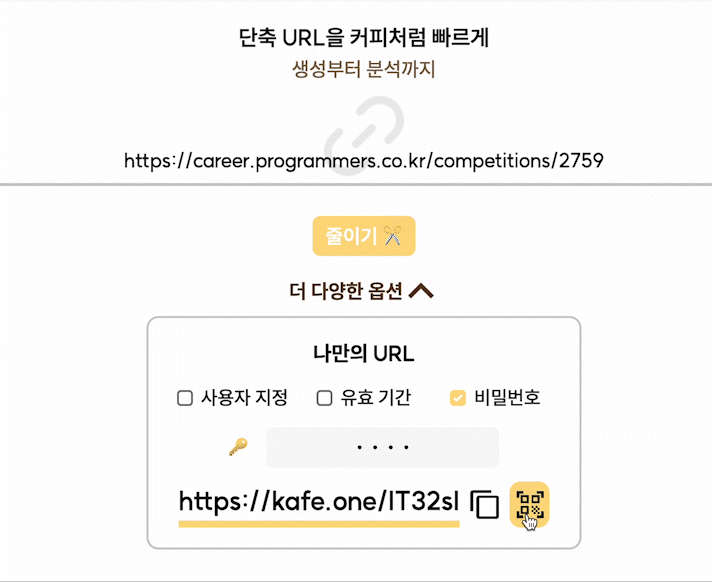 단축 URL을 커피처럼 빠르게
생성부터 분석까지
https://career.programmers.co.kr/competitions/2759
줄이기
더 다양한 옵션
나만의 URL
사용자 지정 유효 기간 비밀번호
https://kafe.one/lT32sl